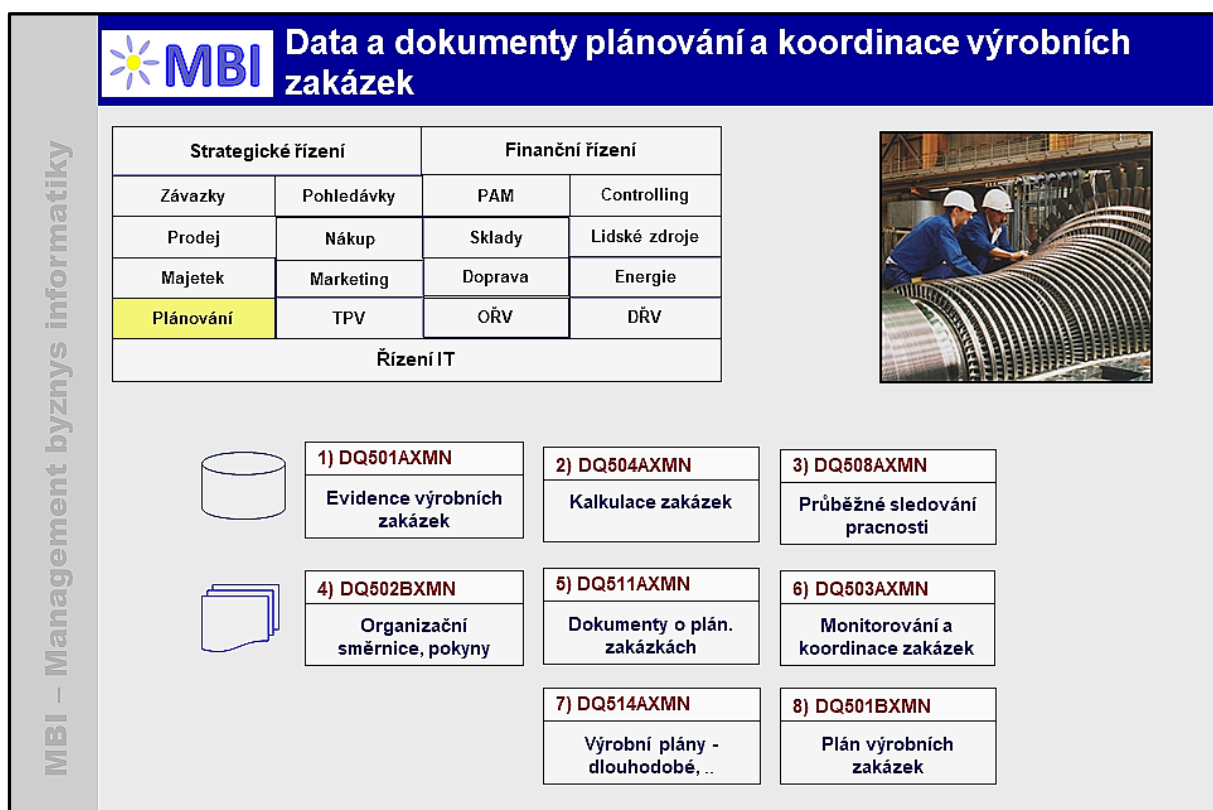 MBI – Management byznys informatiky
MBI
Data a dokumenty plánování a koordinace výrobních
zakázek
Strategické řízení
Finanční řízení
Závazky
Pohledávky
PAM
Controlling
Prodej
Nákup
Sklady
Lidské zdroje
Majetek
Marketing
Doprava
Energie
Plánování
TPV
OŘV
DŘV
Řízení IT
1) DQ501AXMN
Evidence výrobních
zakázek
2) DQ504AXMN
Kalkulace zakázek
3) DQ508AXMN
Průběžné sledování
pracnosti
4) DQ502BXMN
Organizační
směrnice, pokyny
5) DQ511AXMN
Dokumenty o plán.
zakázkách
6) DQ503AXMN
Monitorování a
koordinace zakázek
7) DQ514AXMN
Výrobní plány -
dlouhodobé, ..
8) DQ501BXMN
Plán výrobních
zakázek